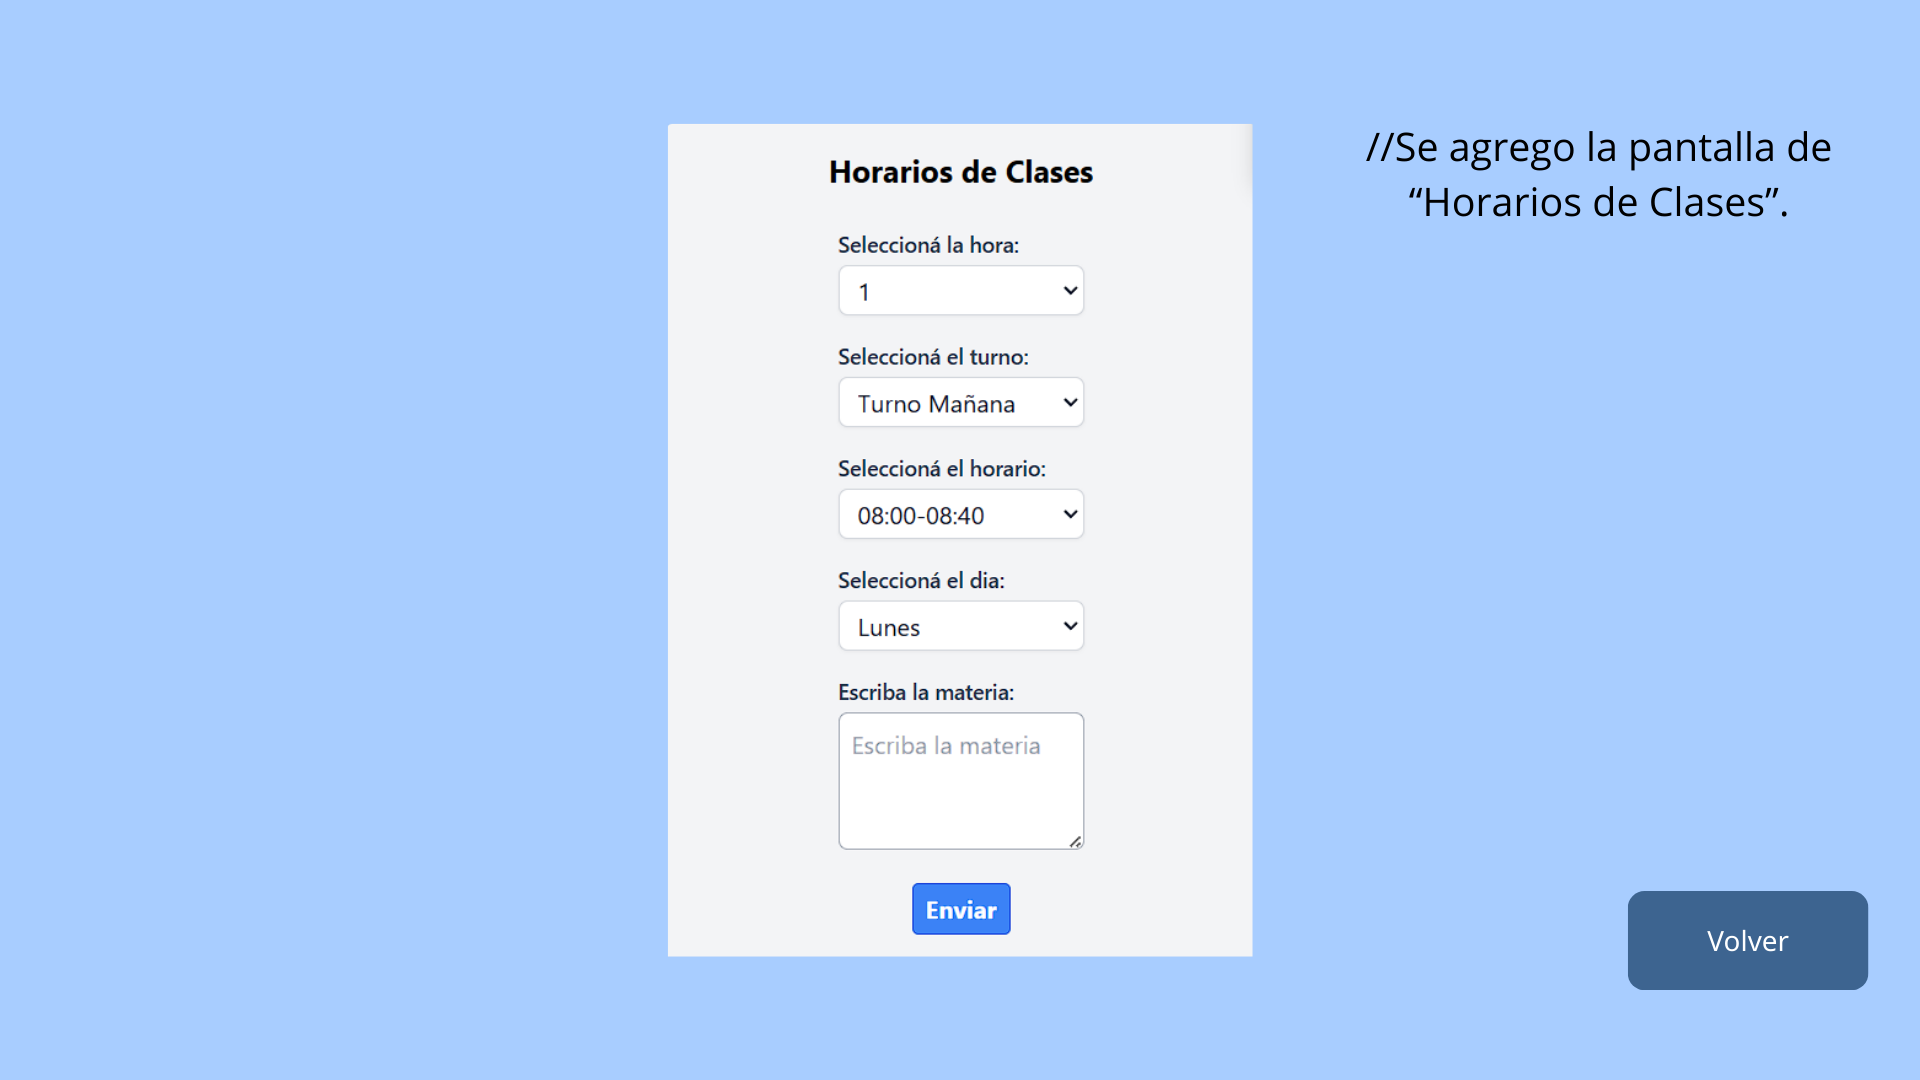 Horarios de Clases
Seleccioná la hora:
1
Seleccioná el turno:
Turno Mañana
Seleccioná el horario:
08:00-08:40
Seleccioná el dia:
Lunes
Escriba la materia:
Escriba la materia
Enviar
//Se agrego la pantalla de
“Horarios de Clases”.
Volver